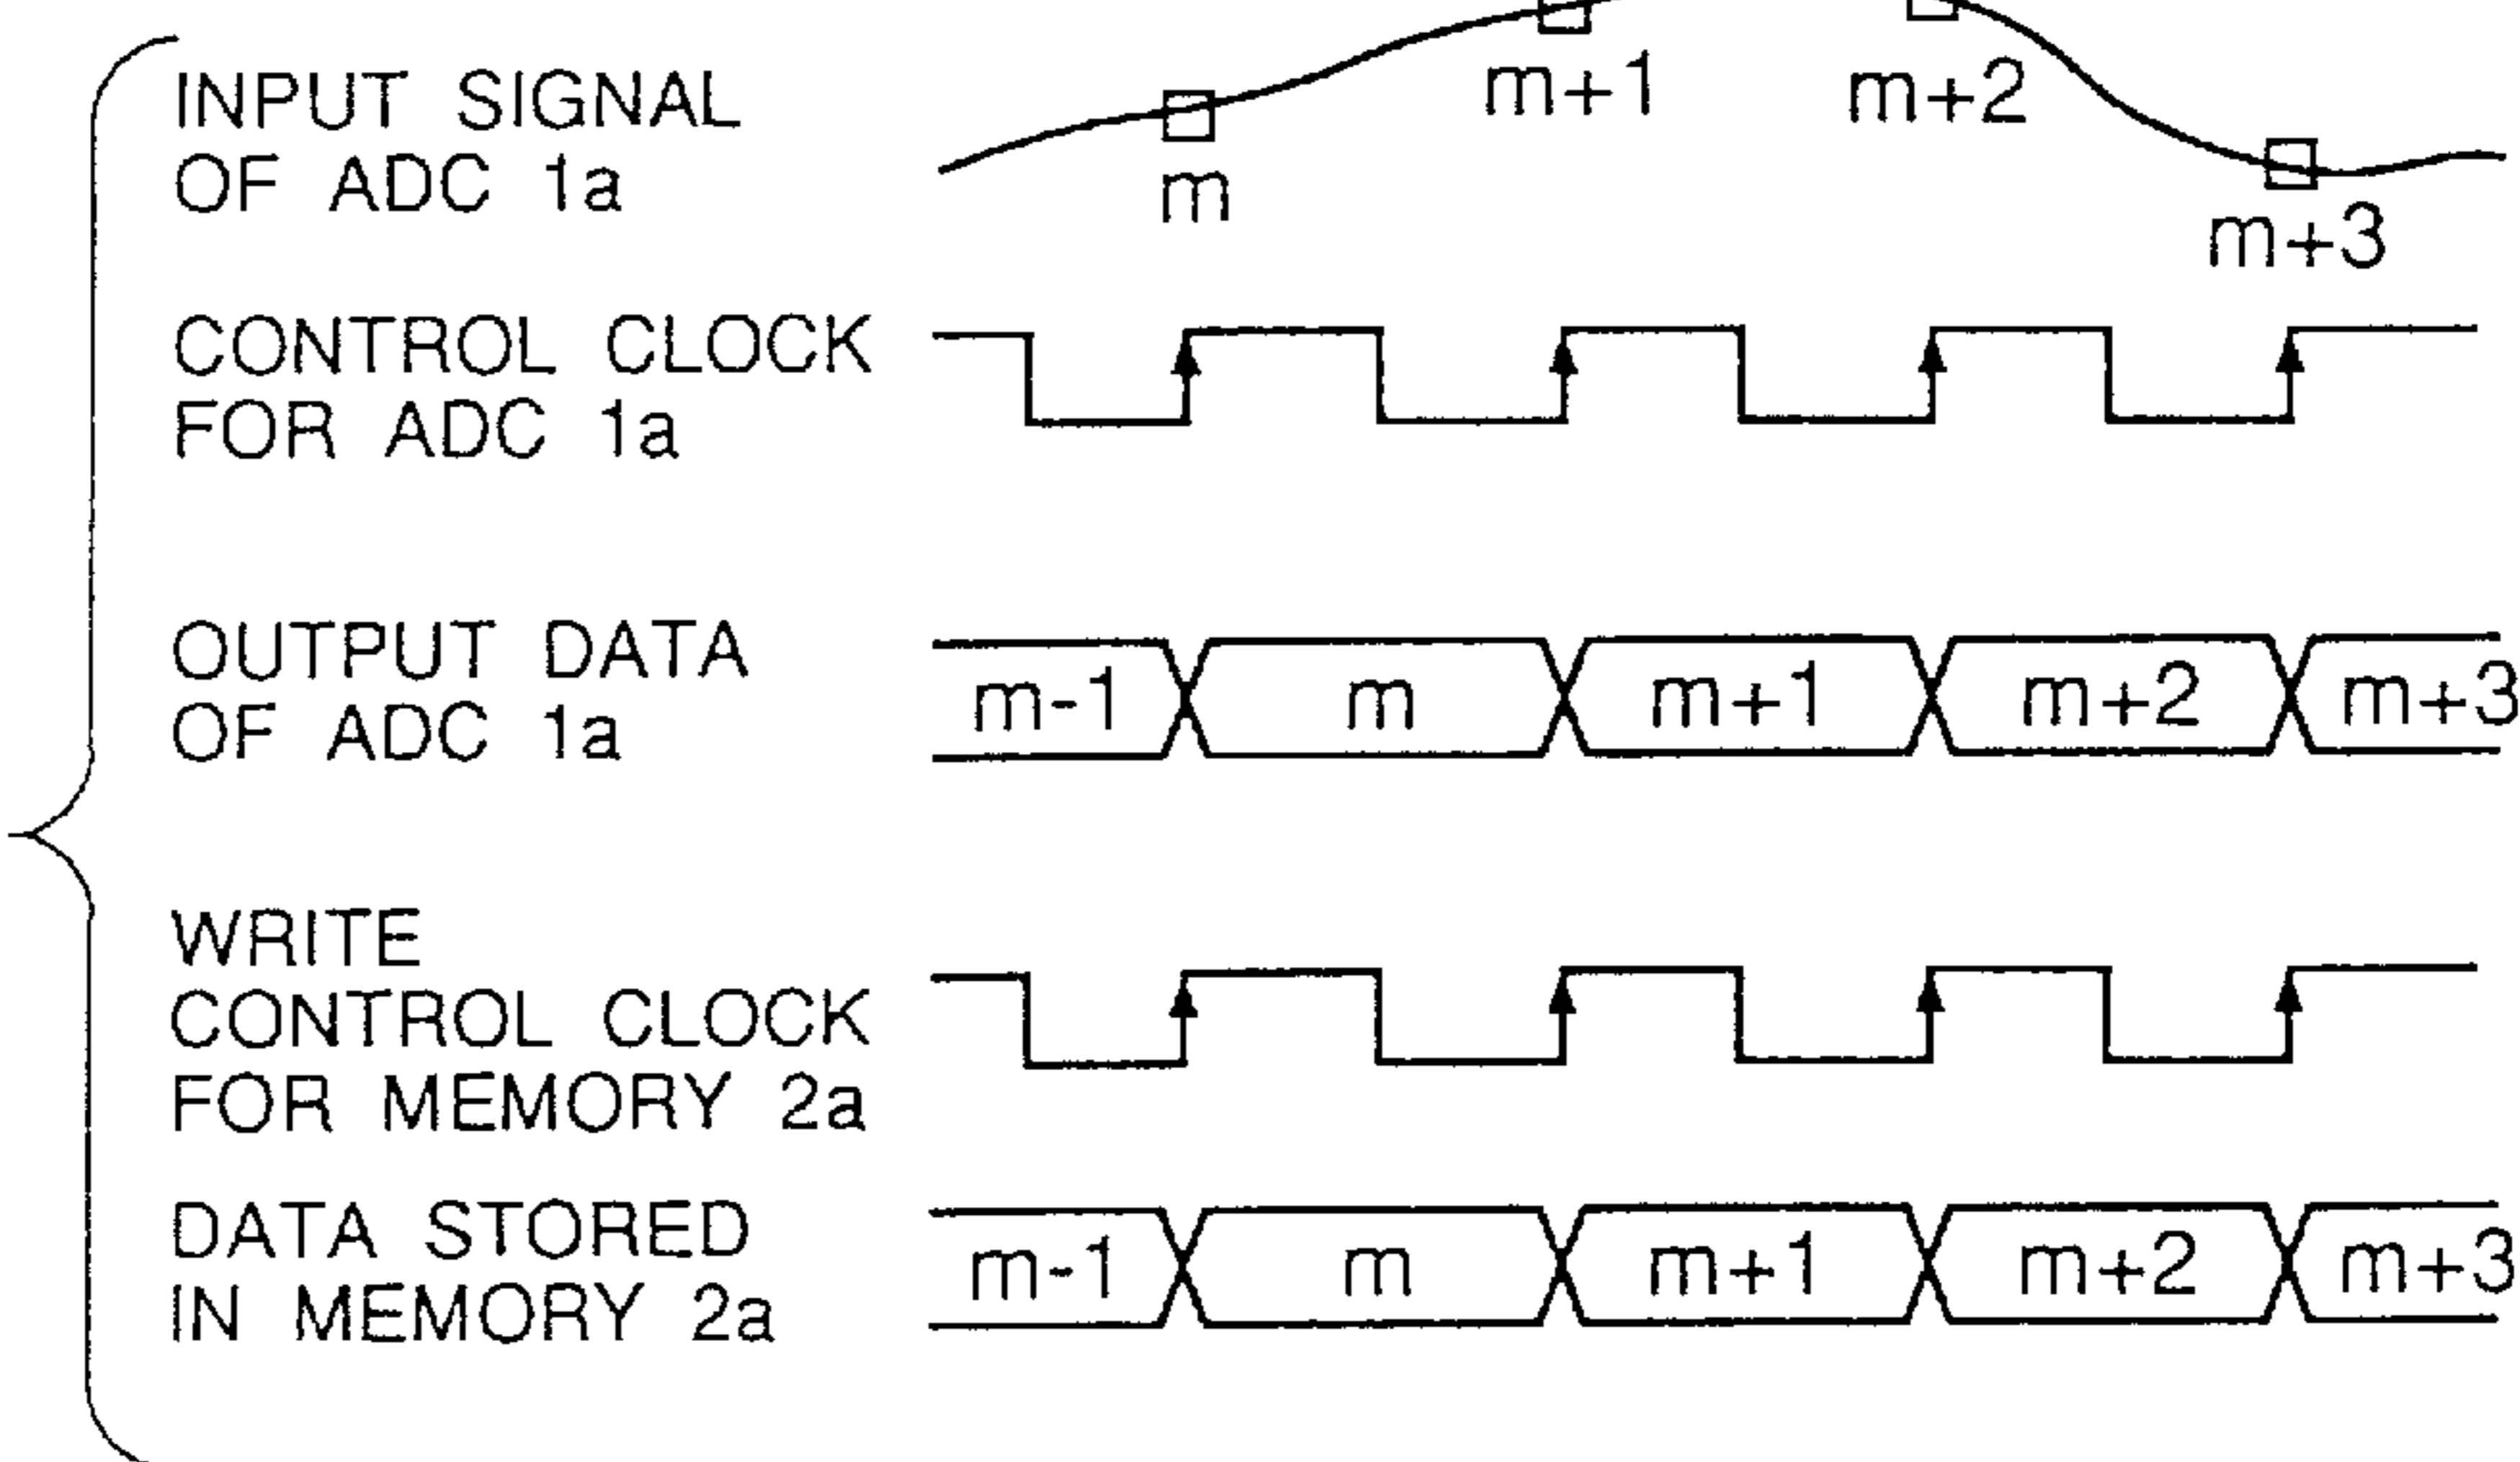 INPUT SIGNAL
OF ADC 1a
m
m+1
m+2
m+3
CONTROL CLOCK
FOR ADC 1a
OUTPUT DATA
OF ADC 1a
m-1 m m+1 m+2 m+3
WRITE
CONTROL CLOCK
FOR MEMORY 2a
DATA STORED
IN MEMORY 2a
m-1 m m+1 m+2 m+3